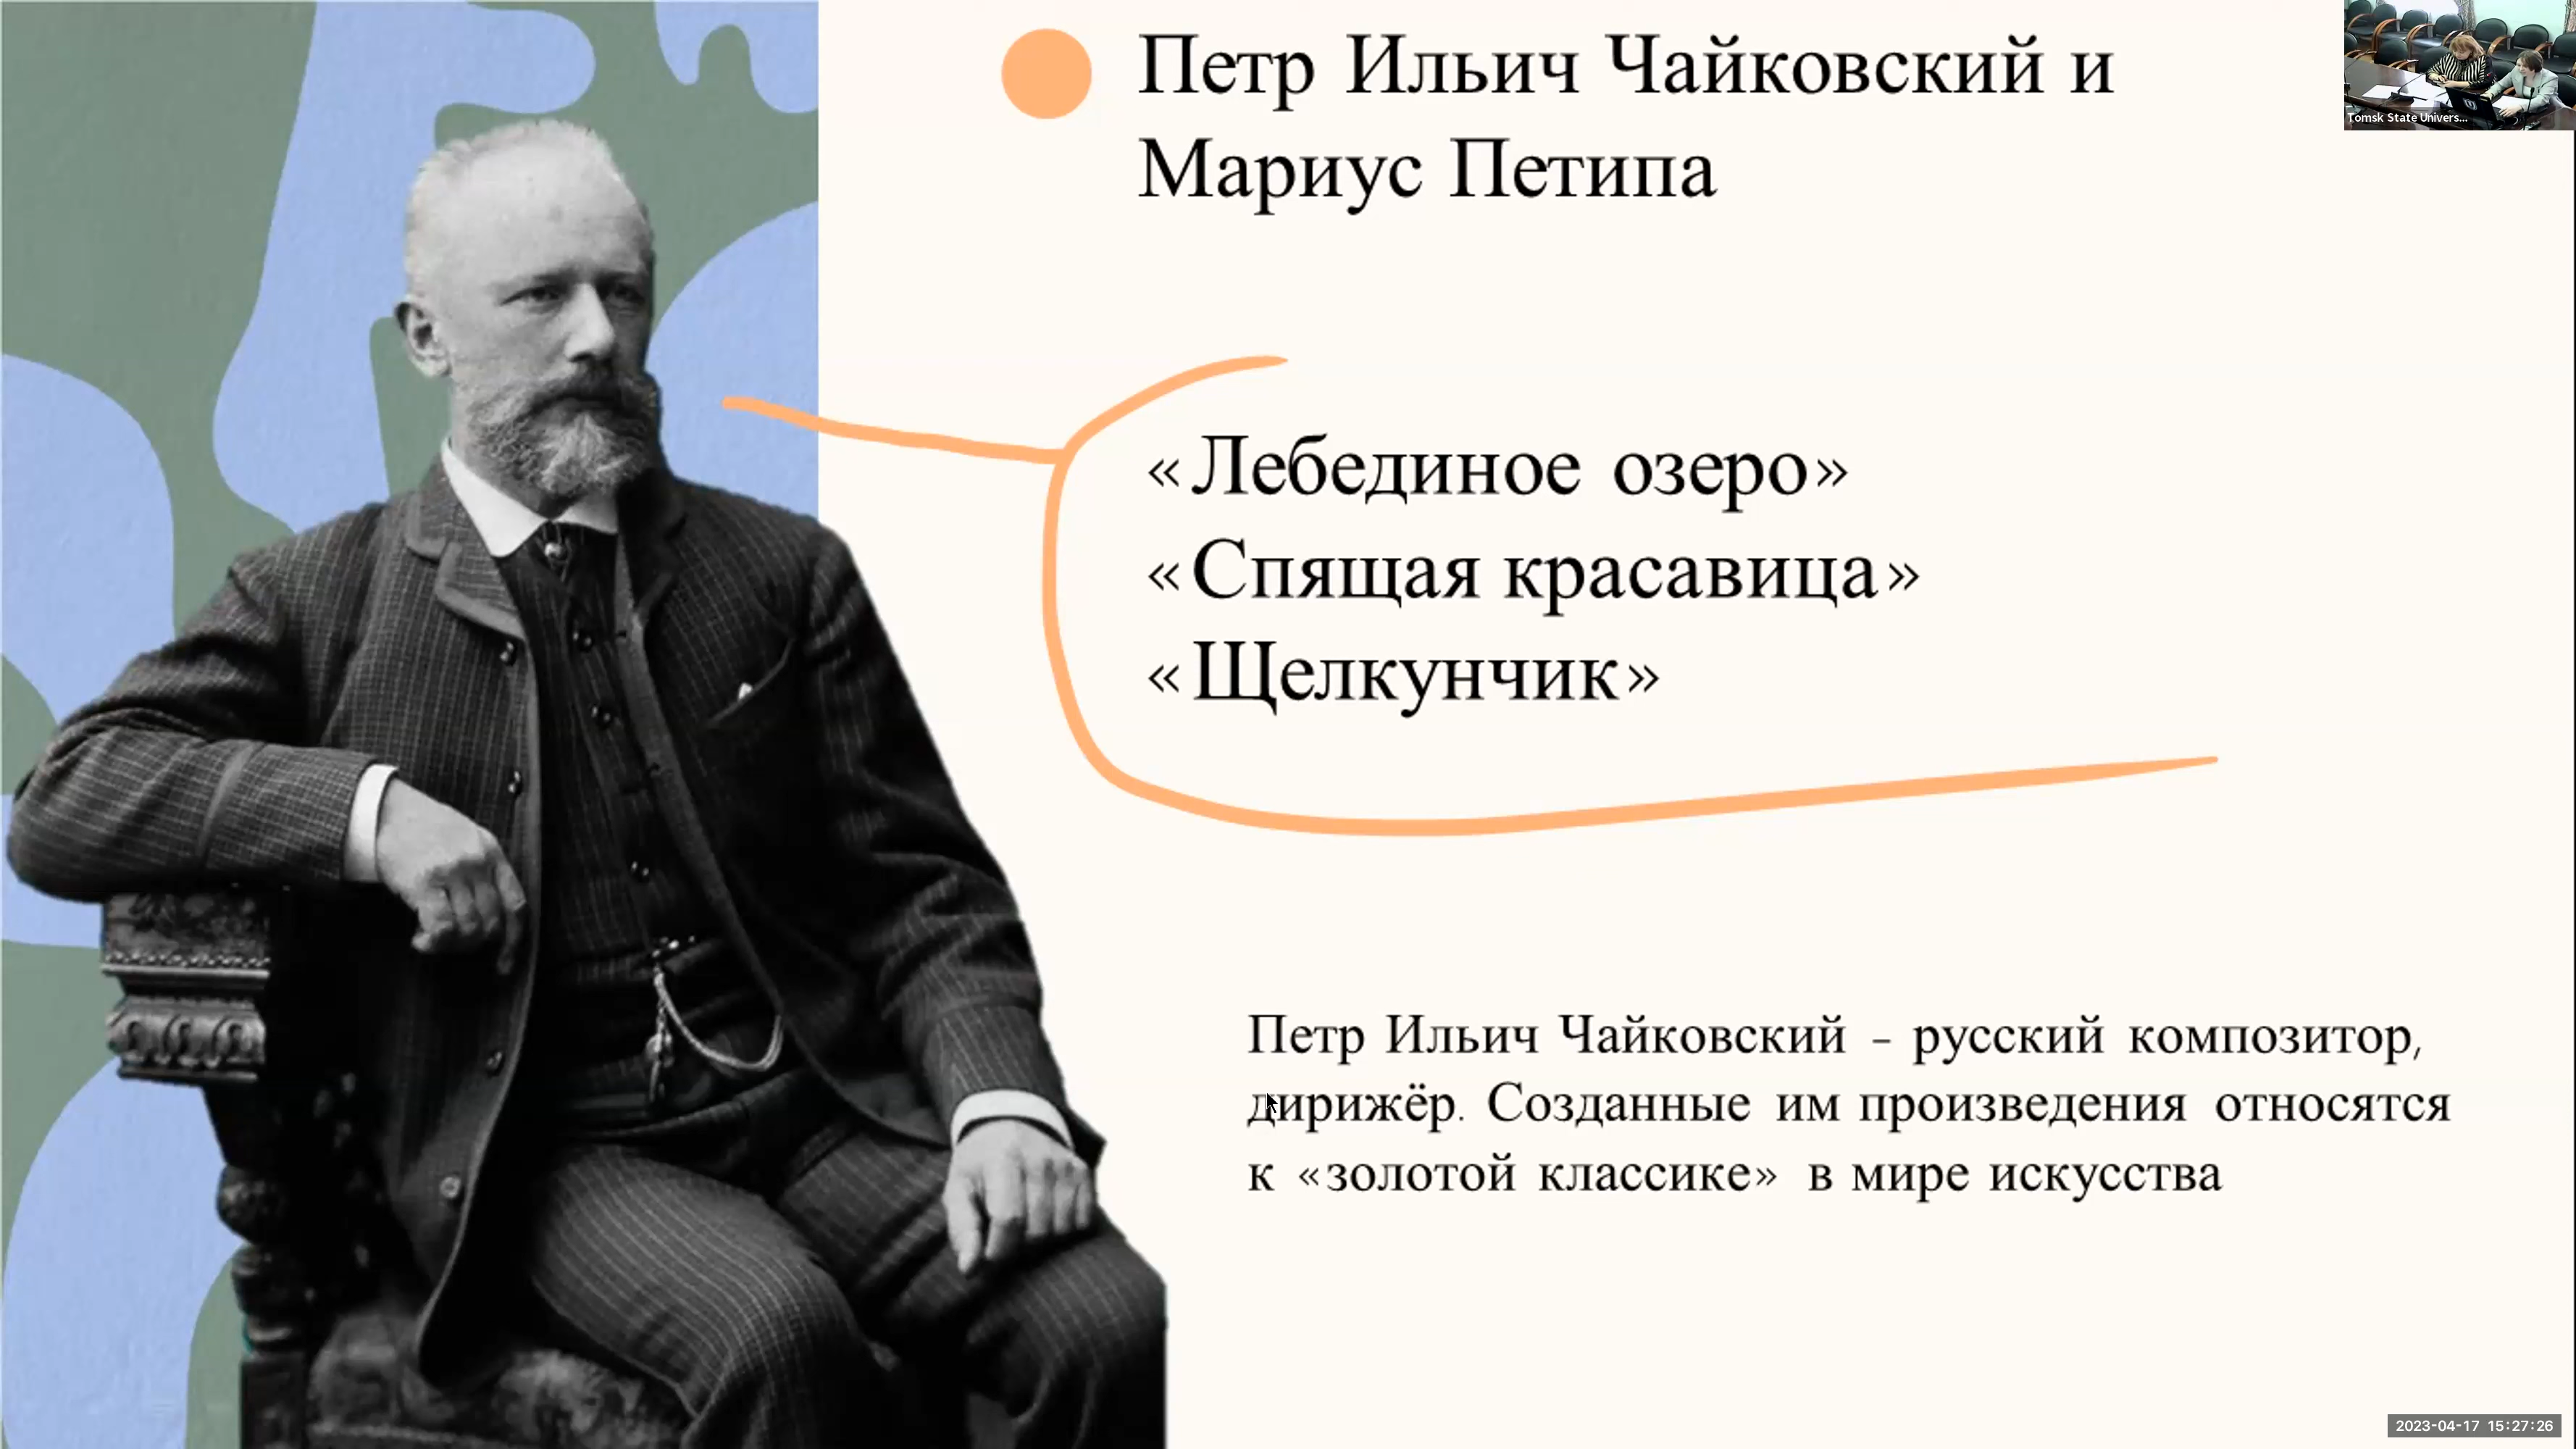 Петр Ильич Чайковский и
Мариус Петипа
Tomsk State Univers...
«Лебединое озеро»
«Спящая красавица»
«Щелкунчик»
Петр Ильич Чайковский – русский композитор,
дирижёр. Созданные им произведения относятся
к «золотой классике» в мире искусства
2023-04-17 15:27:26